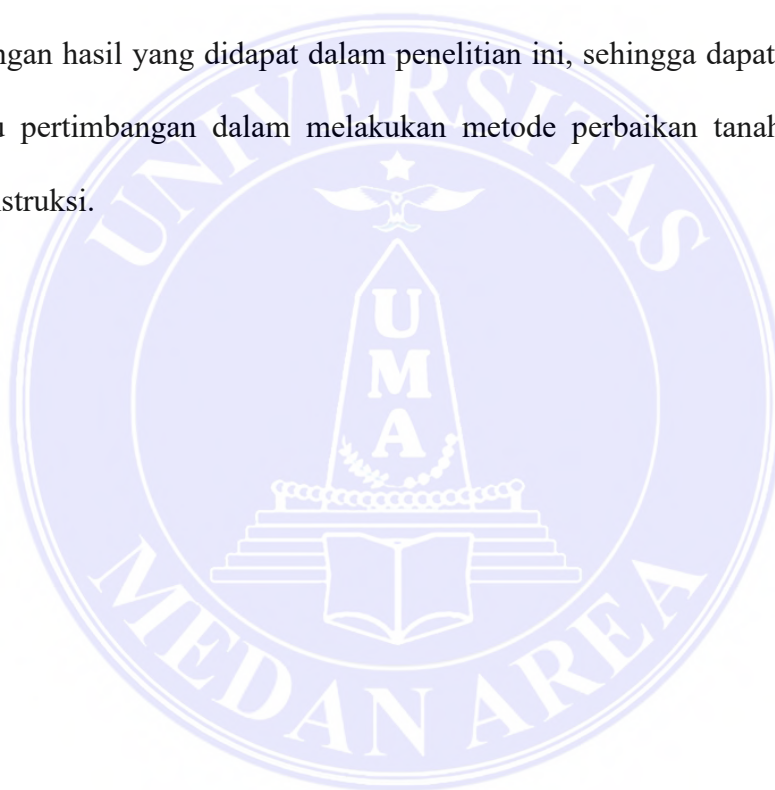 ngan hasil yang didapat dalam penelitian ini, sehingga dapat
pertimbangan dalam melakukan metode perbaikan tanah
struksi.
UNIVERSITAS
UMA
MEDAN AREA